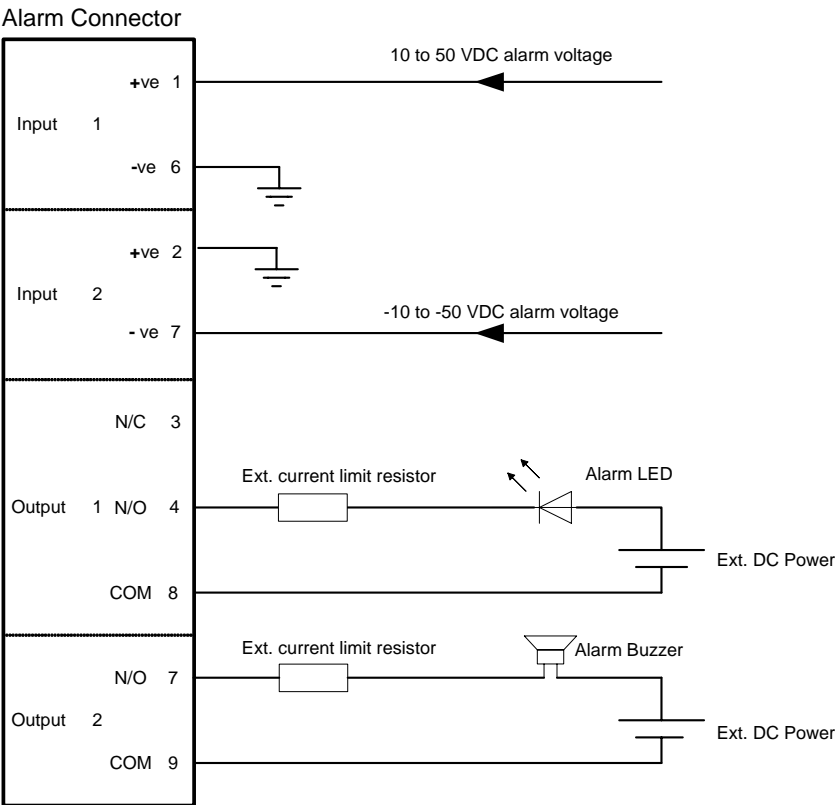 Alarm Connector
10 to 50 VDC alarm voltage
+ve 1
Input 1
-ve 6
+ve 2
Input 2
-10 to -50 VDC alarm voltage
- ve 7
N/C 3
Ext. current limit resistor
Alarm LED
Output 1 N/O 4
Ext. DC Power
COM 8
Ext. current limit resistor
Alarm Buzzer
N/O 7
Output 2
Ext. DC Power
COM 9